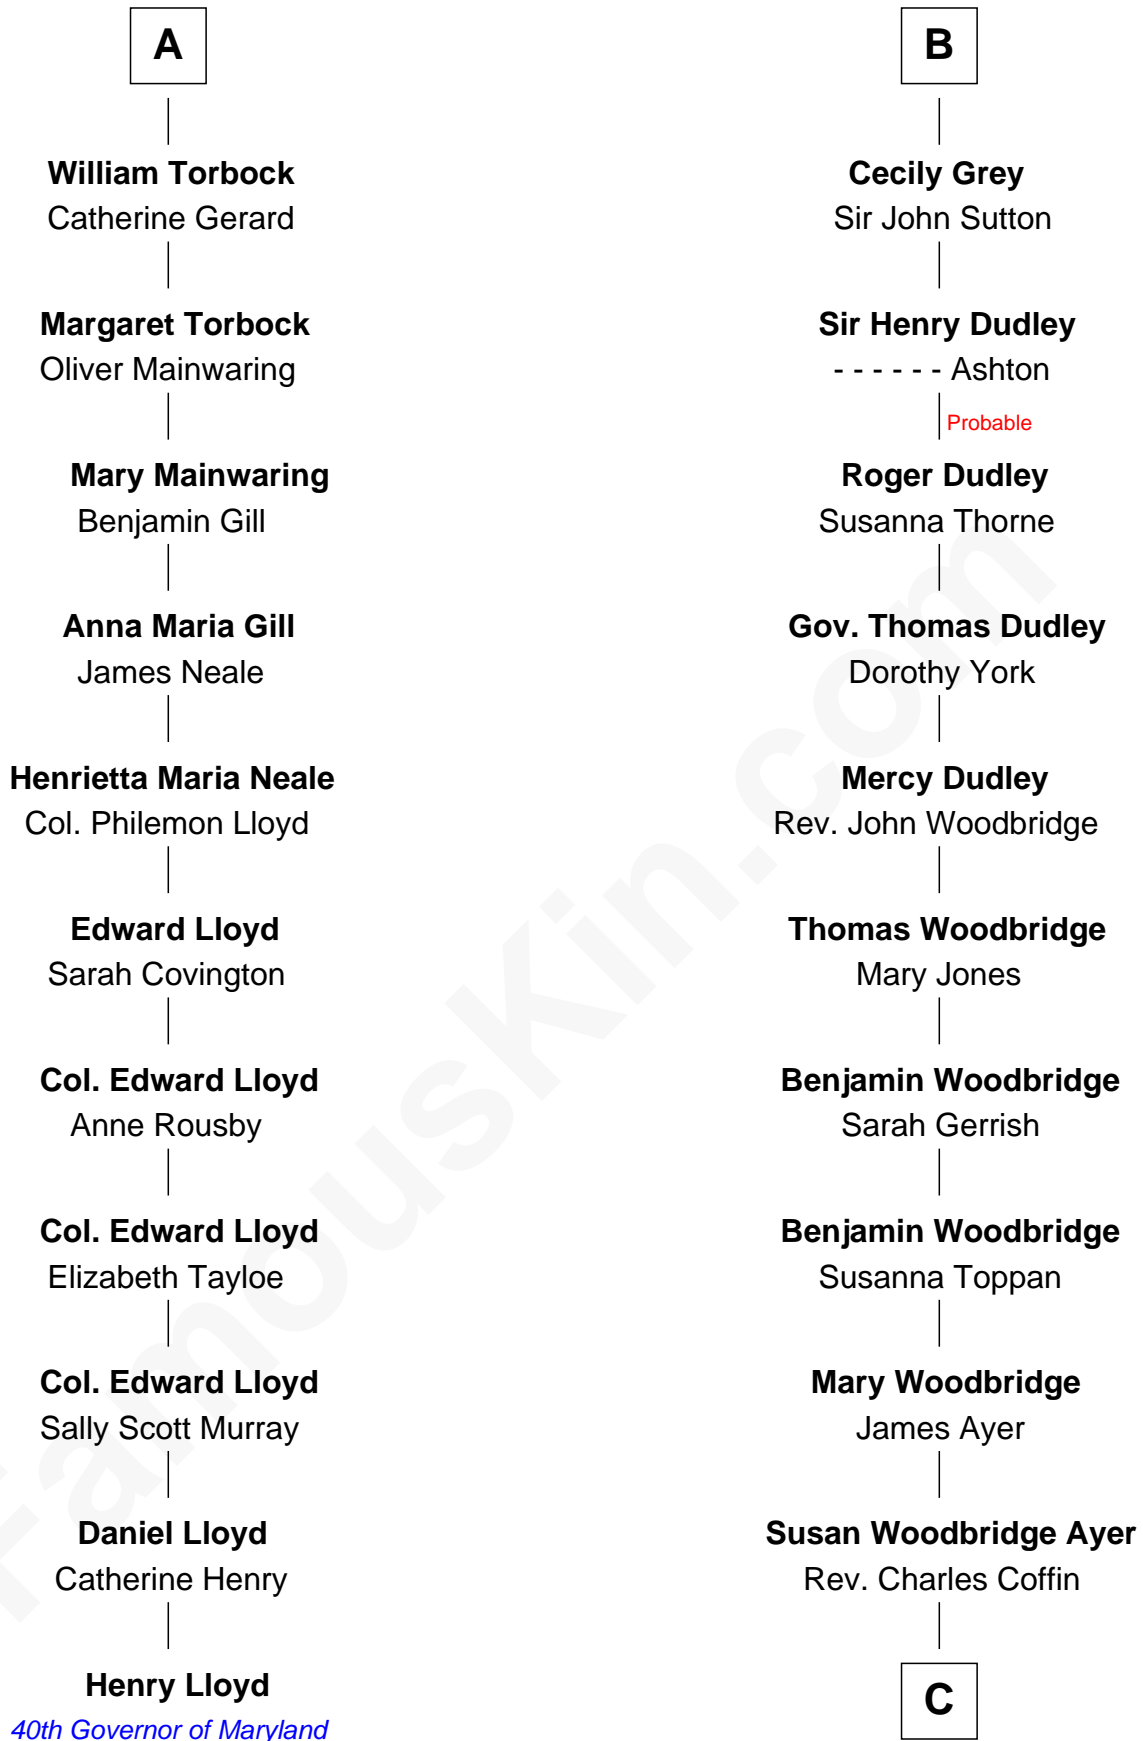 A
William Torbock
Catherine Gerard
Margaret Torbock
Oliver Mainwaring
Mary Mainwaring
Benjamin Gill
Anna Maria Gill
James Neale
Henrietta Maria Neale
Col. Philemon Lloyd
Edward Lloyd
Sarah Covington
Col. Edward Lloyd
Anne Rousby
Col. Edward Lloyd
Elizabeth Tayloe
Col. Edward Lloyd
Sally Scott Murray
Daniel Lloyd
Catherine Henry
Henry Lloyd
40th Governor of Maryland
B
Cecily Grey
Sir John Sutton
Sir Henry Dudley
- - - - - - Ashton
Probable
Roger Dudley
Susanna Thorne
Gov. Thomas Dudley
Dorothy York
Mercy Dudley
Rev. John Woodbridge
Thomas Woodbridge
Mary Jones
Benjamin Woodbridge
Sarah Gerrish
Benjamin Woodbridge
Susanna Toppan
Mary Woodbridge
James Ayer
Susan Woodbridge Ayer
Rev. Charles Coffin
C
FamousKin.com